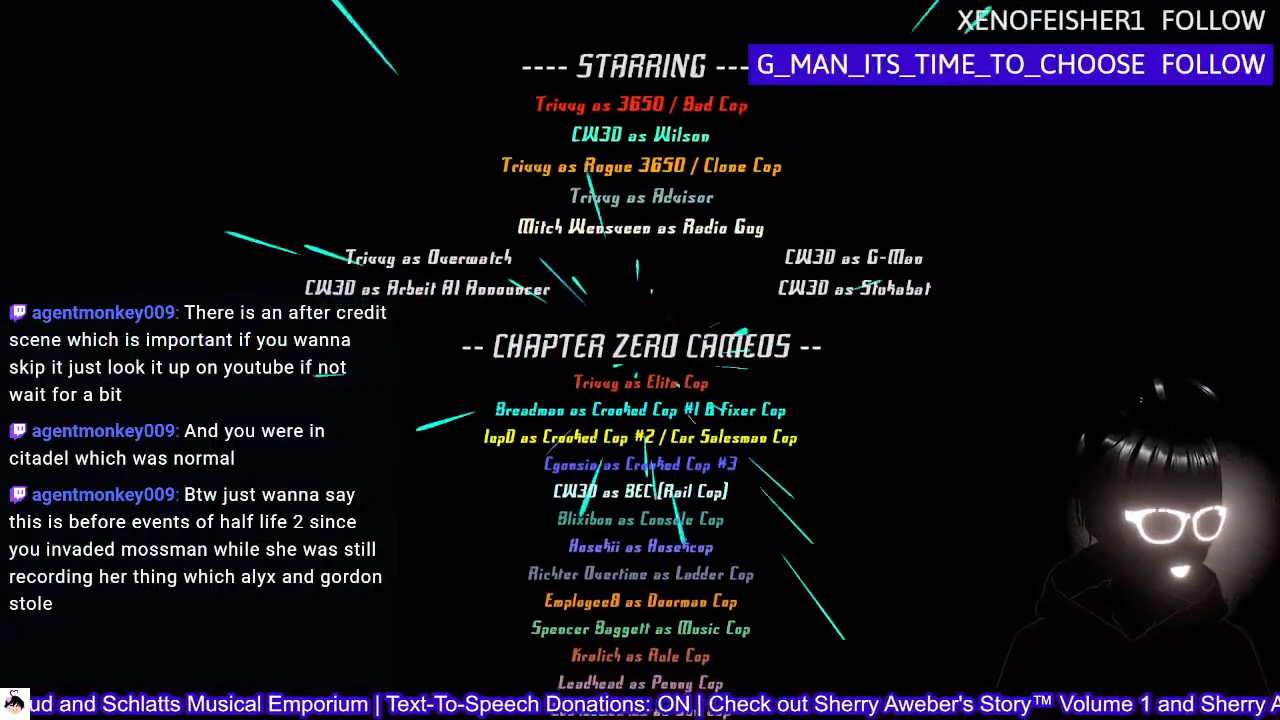 XENOFEISHER1 FOLLOW
G_MAN_ITS_TIME_TO_CHOOSE FOLLOW
---- STARRING ---
Trivvy as 3650 / Bad Cop
CW3D as Wilson
Trivvy as Rogue 3650 / Clone Cop
Trivvy as Advisor
Mitch Wensveen as Radio Guy
Trivvy as Overwatch
CW3D as G-Man
CW3D as Arbeit AI Announcer
CW3D as Stukabat
-- CHAPTER ZERO CAMEOS --
Trivvy as Elite Cop
Breadman as Crooked Cop #1 & Fixer Cop
IopD as Crooked Cop #2 / Car Salesman Cop
Cgansia as Crooked Cop #3
CW3D as BEC (Rail Cop)
Blixibon as Console Cop
Hosekii as Hosekcop
Richter Overtime as Ladder Cop
Employee8 as Doorman Cop
Spencer Baggett as Music Cop
Kralich as Rule Cop
Leadhead as Penny Cop
agentmonkey009: There is an after credit
scene which is important if you wanna
skip it just look it up on youtube if not
wait for a bit
agentmonkey009: And you were in
citadel which was normal
agentmonkey009: Btw just wanna say
this is before events of half life 2 since
you invaded mossman while she was still
recording her thing which alyx and gordon
stole
ud and Schlatts Musical Emporium | Text-To-Speech Donations: ON | Check out Sherry Aweber's Story™ Volume 1 and Sherry A